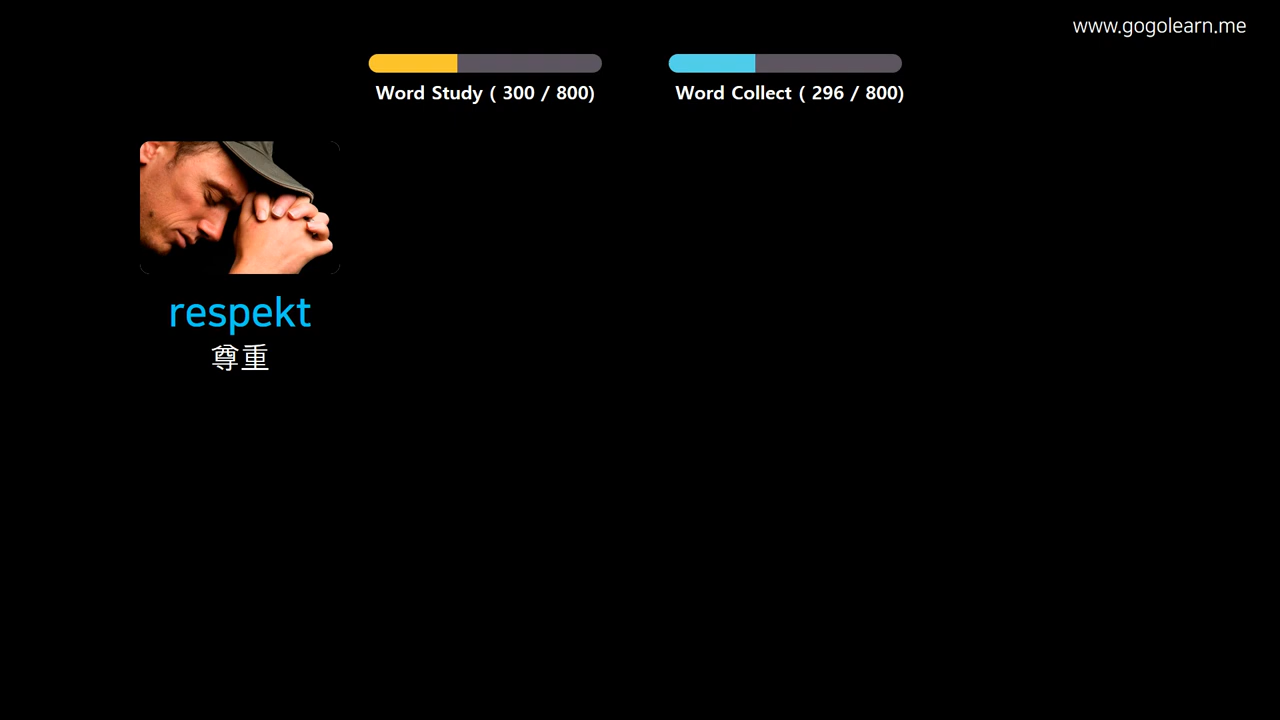 www.gogolearn.me
Word Study ( 300 / 800)
Word Collect ( 296 / 800)
respekt
尊重